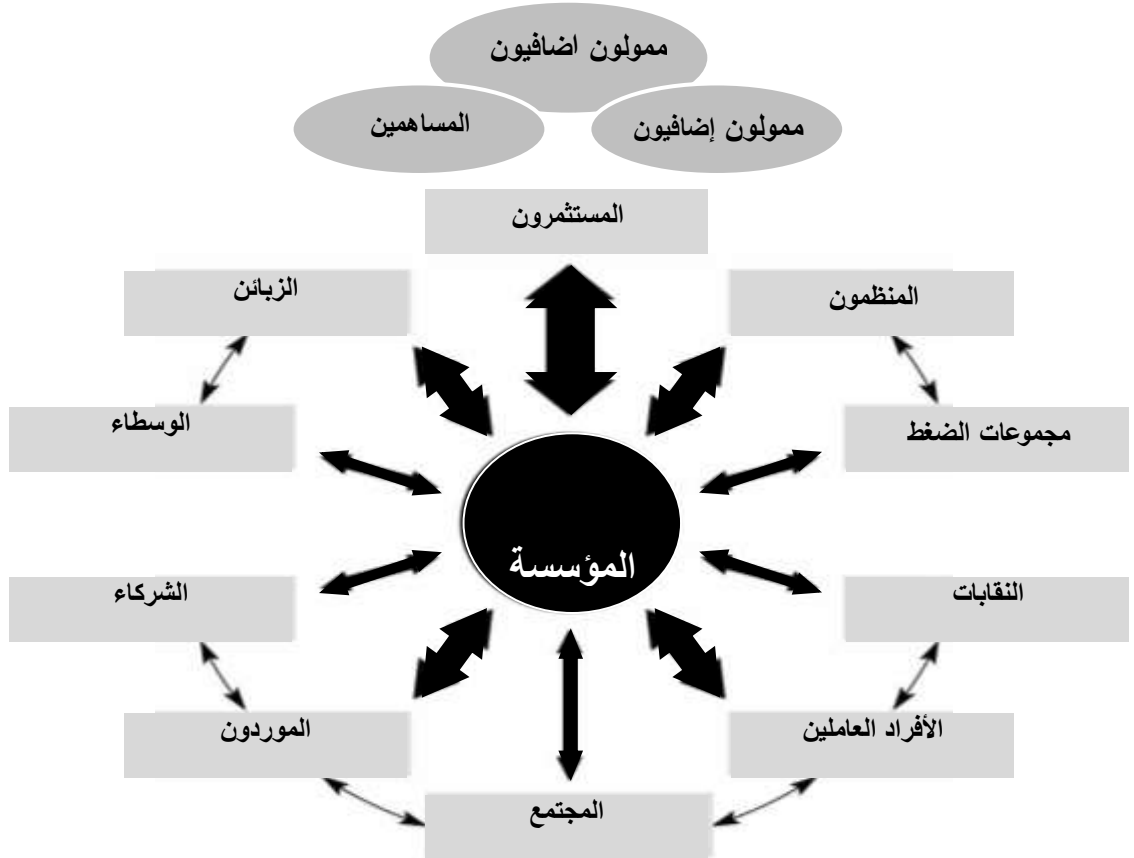 ممولون اضافيون
ممولون إضافيون
المساهمين
المستثمرون
المنظمون
الزبائن
مجموعات الضغط
الوسطاء
المؤسسة
النقابات
الشركاء
الأفراد العاملين
الموردون
المجتمع